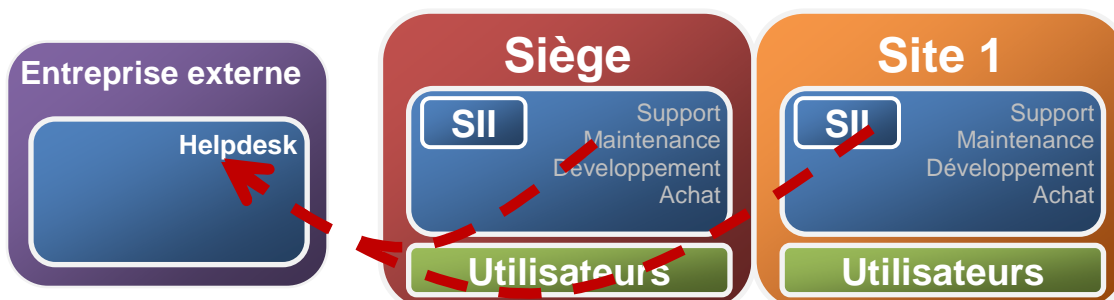 Entreprise externe
Helpdesk
Siège
SII
Support
Maintenance
Développement
Achat
Utilisateurs
Site 1
SII
Support
Maintenance
Développement
Achat
Utilisateurs